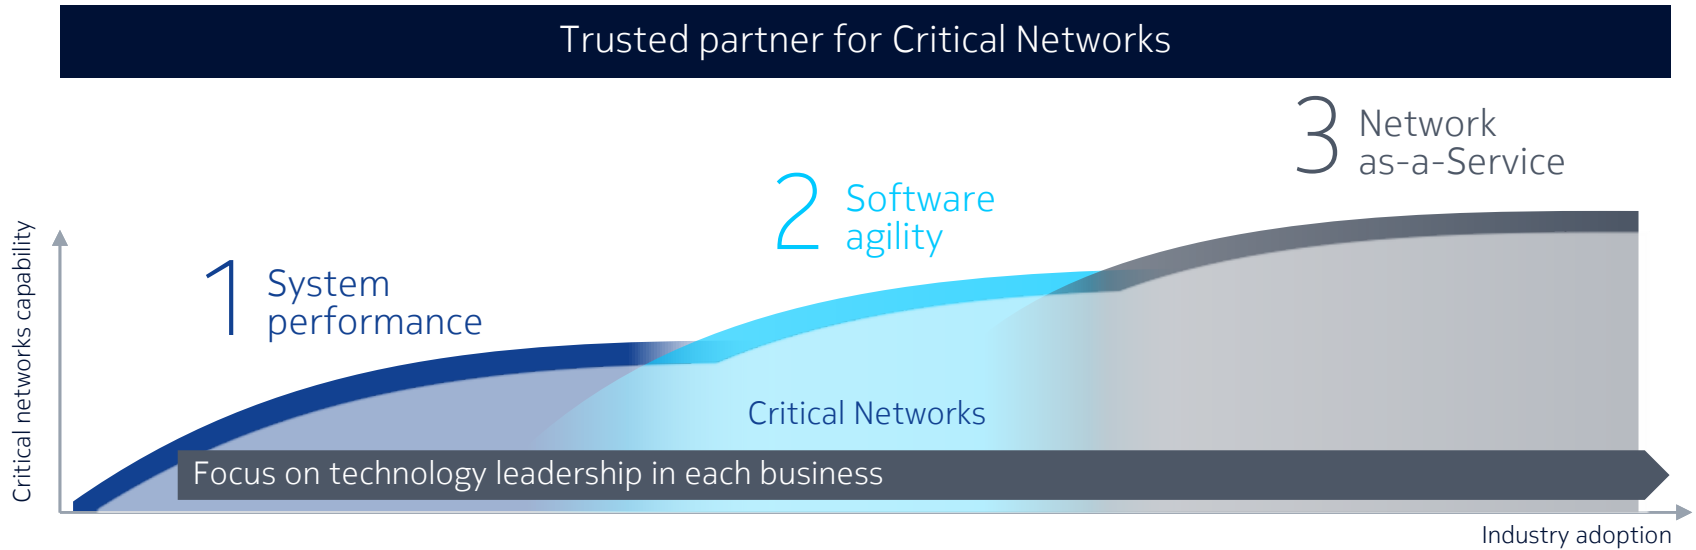 Trusted partner for Critical Networks
3 Network
as-a-Service
2 Software
agility
1 System
performance
Critical networks capability
Critical Networks
Focus on technology leadership in each business
Industry adoption